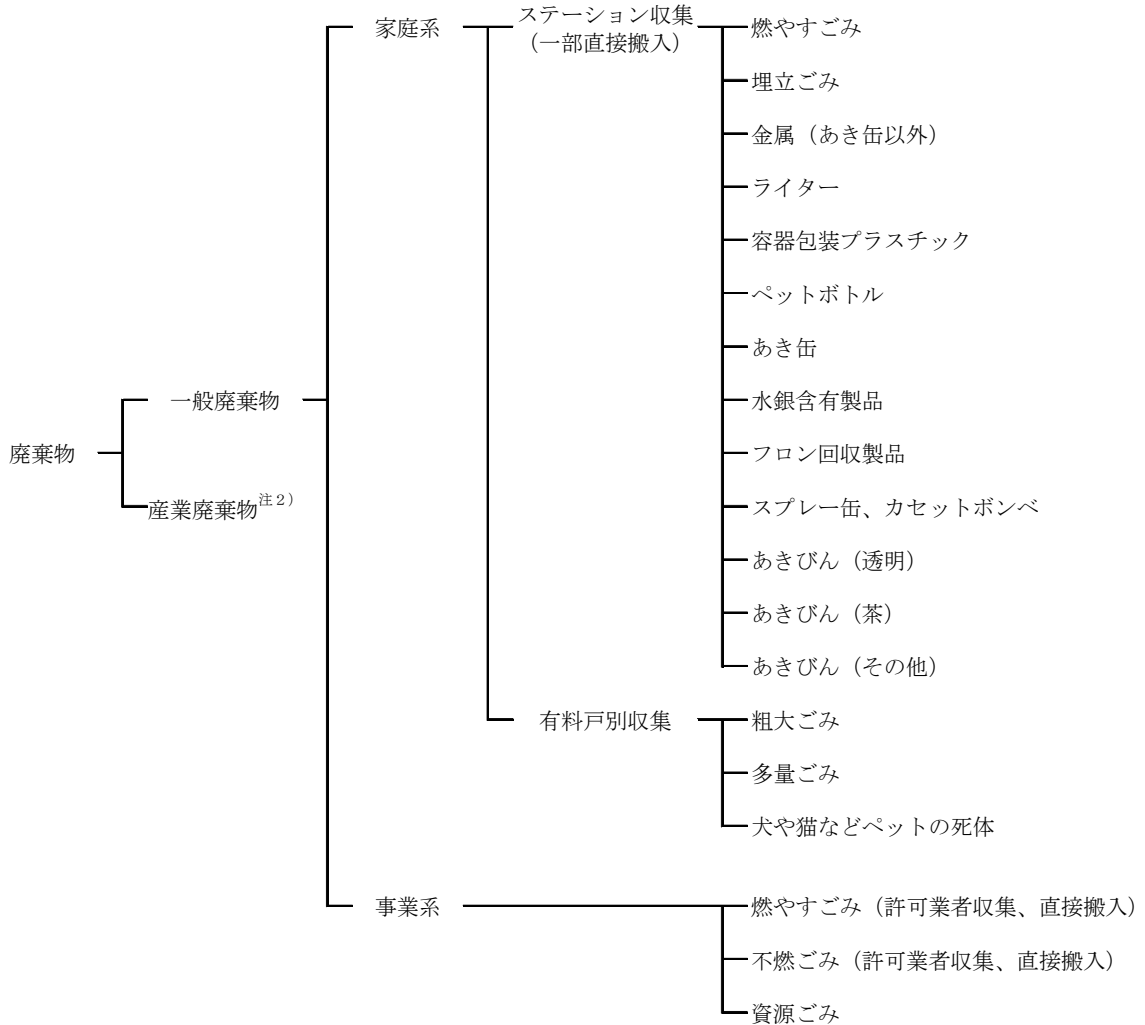 家庭系
ステーション収集
（一部直接搬入）
燃やすごみ
埋立ごみ
金属（あき缶以外）
ライター
容器包装プラスチック
ペットボトル
あき缶
一般廃棄物
水銀含有製品
廃棄物
フロン回収製品
産業廃棄物注２）
スプレー缶、カセットボンベ
あきびん（透明）
あきびん（茶）
あきびん（その他）
有料戸別収集
粗大ごみ
多量ごみ
犬や猫などペットの死体
事業系
燃やすごみ（許可業者収集、直接搬入）
不燃ごみ（許可業者収集、直接搬入）
資源ごみ